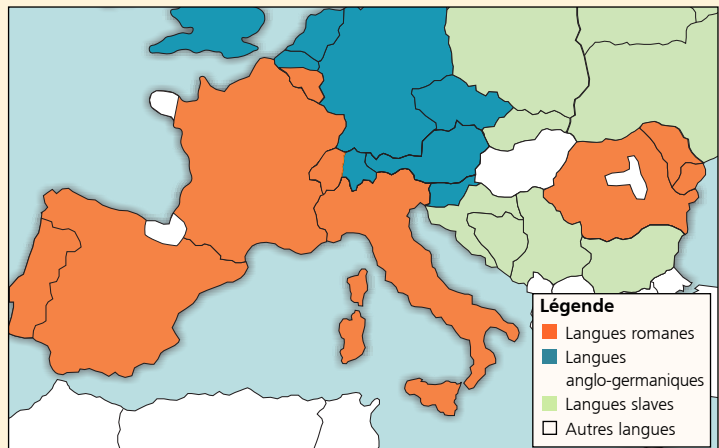 Légende
Langues romanes
Langues
anglo-germaniques
Langues slaves
Autres langues